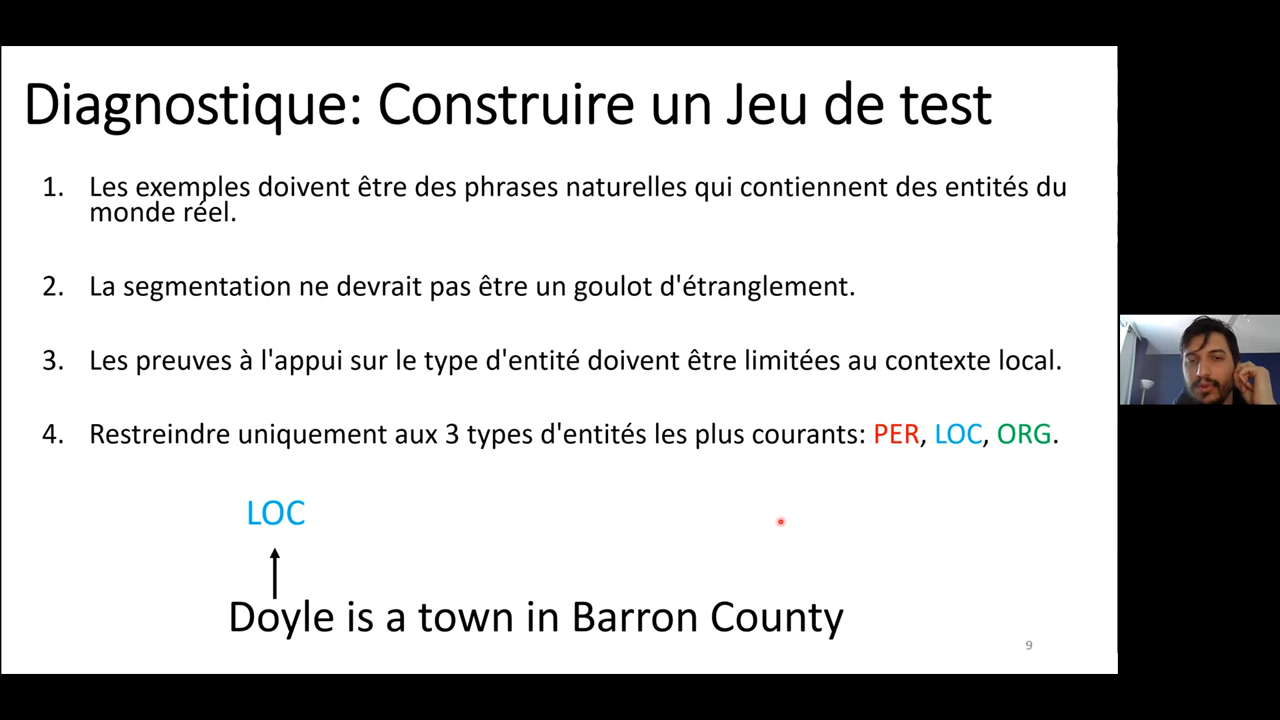 Diagnostique: Construire un Jeu de test
1. Les exemples doivent être des phrases naturelles qui contiennent des entités du
monde réel.
2. La segmentation ne devrait pas être un goulot d'étranglement.
3. Les preuves à l'appui sur le type d'entité doivent être limitées au contexte local.
4. Restreindre uniquement aux 3 types d'entités les plus courants: PER, LOC, ORG.
LOC
Doyle is a town in Barron County
9